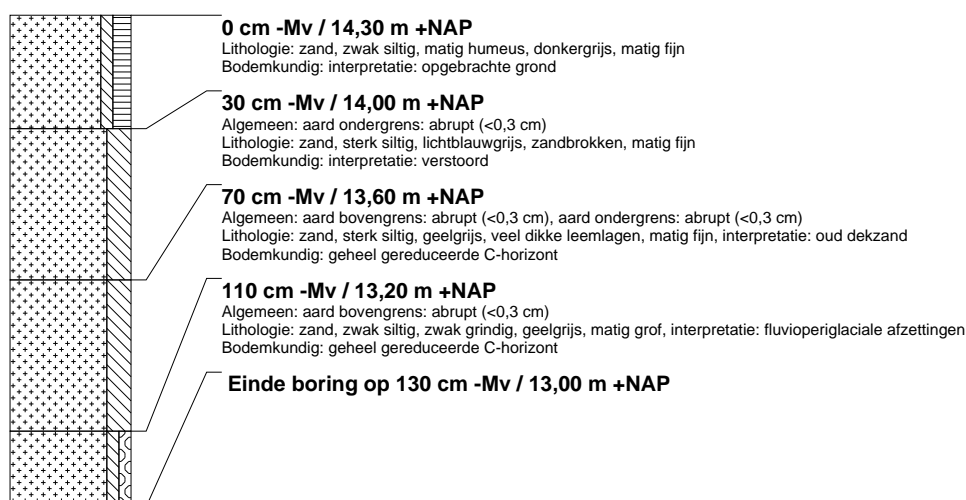 0 cm -Mv / 14,30 m +NAP
Lithologie: zand, zwak siltig, matig humeus, donkergrijs, matig fijn
Bodemkundig: interpretatie: opgebrachte grond
30 cm -Mv / 14,00 m +NAP
Algemeen: aard ondergrens: abrupt (<0,3 cm)
Lithologie: zand, sterk siltig, lichtblauwgrijs, zandbrokken, matig fijn
Bodemkundig: interpretatie: verstoord
70 cm -Mv / 13,60 m +NAP
Algemeen: aard bovengrens: abrupt (<0,3 cm), aard ondergrens: abrupt (<0,3 cm)
Lithologie: zand, sterk siltig, geelgrijs, veel dikke leemlagen, matig fijn, interpretatie: oud dekzand
Bodemkundig: geheel gereduceerde C-horizont
110 cm -Mv / 13,20 m +NAP
Algemeen: aard bovengrens: abrupt (<0,3 cm)
Lithologie: zand, zwak siltig, zwak grindig, geelgrijs, matig grof, interpretatie: fluvioperiglaciale afzettingen
Bodemkundig: geheel gereduceerde C-horizont
Einde boring op 130 cm -Mv / 13,00 m +NAP